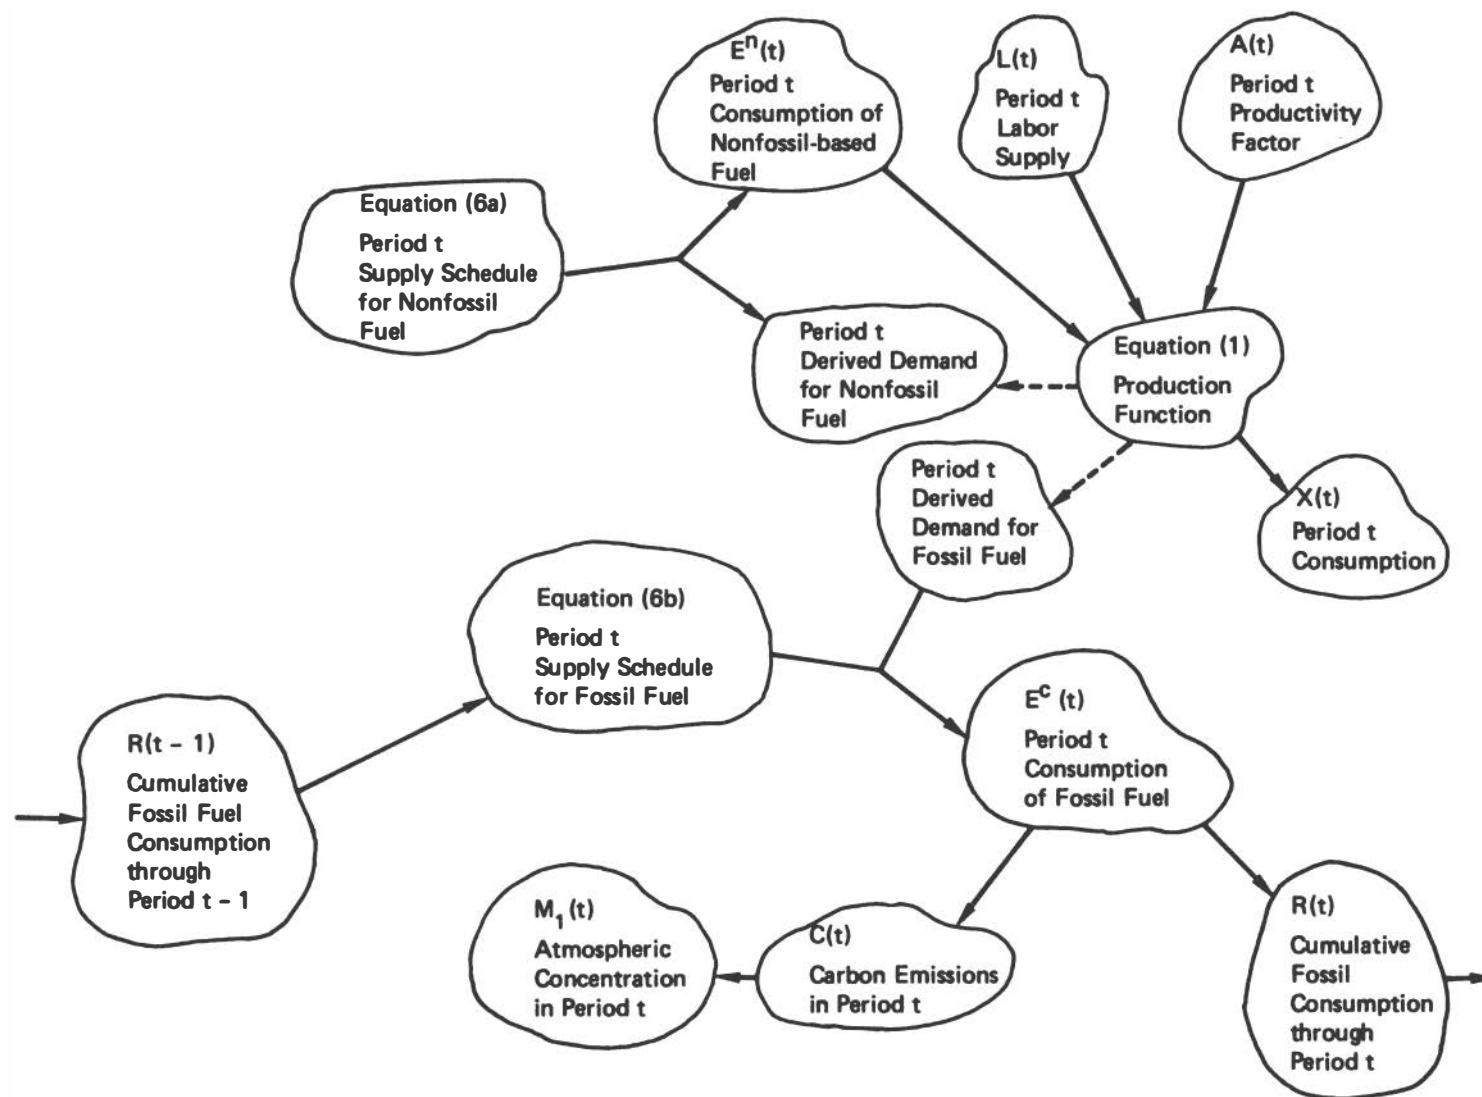 Eⁿ(t)
Period t
Consumption of
Nonfossil-based
Fuel
L(t)
Period t
Labor
Supply
A(t)
Period t
Productivity
Factor
Equation (6a)
Period t
Supply Schedule
for Nonfossil
Fuel
Period t
Derived Demand
for Nonfossil
Fuel
Equation (1)
Production
Function
Period t
Derived
Demand for
Fossil Fuel
X(t)
Period t
Consumption
Equation (6b)
Period t
Supply Schedule
for Fossil Fuel
R(t – 1)
Cumulative
Fossil Fuel
Consumption
through
Period t – 1
Eᶜ (t)
Period t
Consumption
of Fossil Fuel
M₁(t)
Atmospheric
Concentration
in Period t
C(t)
Carbon Emissions
in Period t
R(t)
Cumulative
Fossil
Consumption
through
Period t